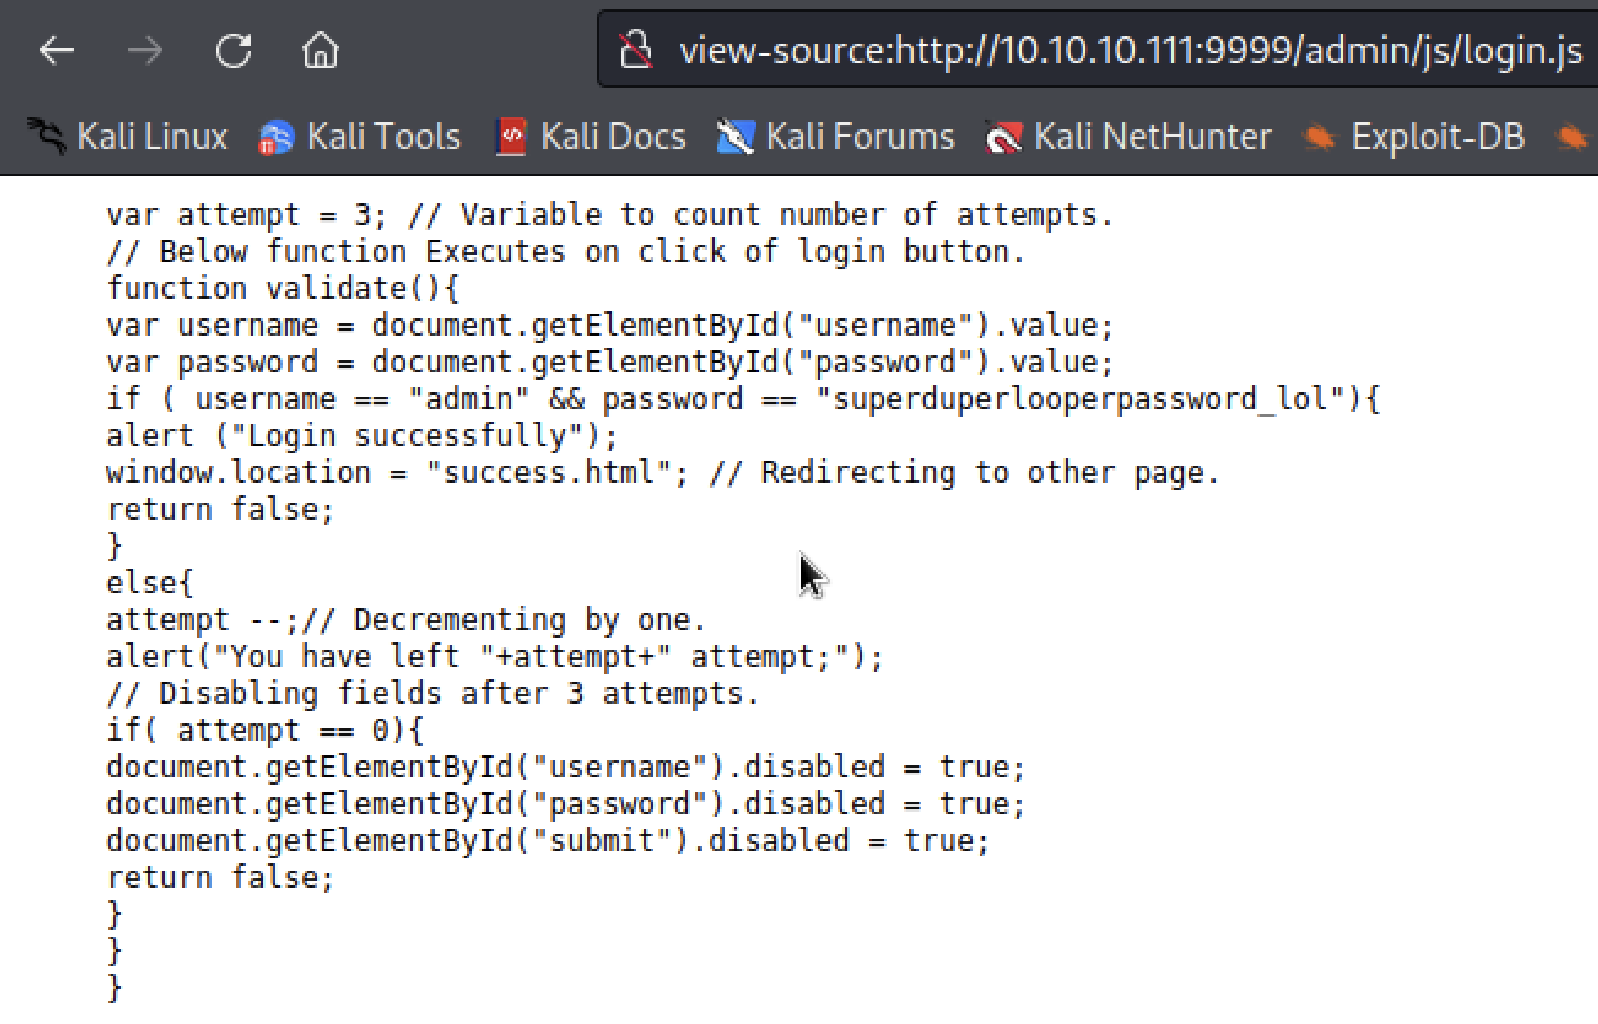 view-source:http://10.10.10.111:9999/admin/js/login.js
Kali Linux Kali Tools Kali Docs Kali Forums Kali NetHunter Exploit-DB
var attempt = 3; // Variable to count number of attempts.
// Below function Executes on click of login button.
function validate(){
var username = document.getElementById("username").value;
var password = document.getElementById("password").value;
if ( username == "admin" && password == "superduperlooperpassword_lol"){
alert ("Login successfully");
window.location = "success.html"; // Redirecting to other page.
return false;
}
else{
attempt --;// Decrementing by one.
alert("You have left "+attempt+" attempt;");
// Disabling fields after 3 attempts.
if( attempt == 0){
document.getElementById("username").disabled = true;
document.getElementById("password").disabled = true;
document.getElementById("submit").disabled = true;
return false;
}
}
}